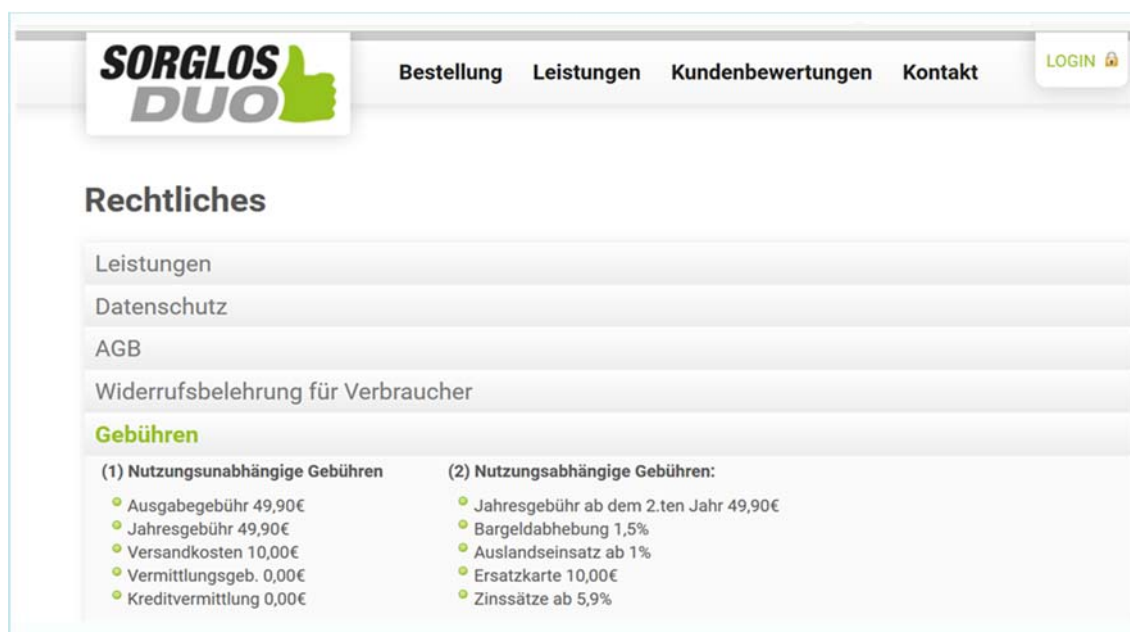 SORGLOS
DUO
Bestellung Leistungen Kundenbewertungen Kontakt
LOGIN
Rechtliches
Leistungen
Datenschutz
AGB
Widerrufsbelehrung für Verbraucher
Gebühren
(1) Nutzungsunabhängige Gebühren
Ausgabegebühr 49,90€
Jahresgebühr 49,90€
Versandkosten 10,00€
Vermittlungsgeb. 0,00€
Kreditvermittlung 0,00€
(2) Nutzungsabhängige Gebühren:
Jahresgebühr ab dem 2.ten Jahr 49,90€
Bargeldabhebung 1,5%
Auslandseinsatz ab 1%
Ersatzkarte 10,00€
Zinssätze ab 5,9%